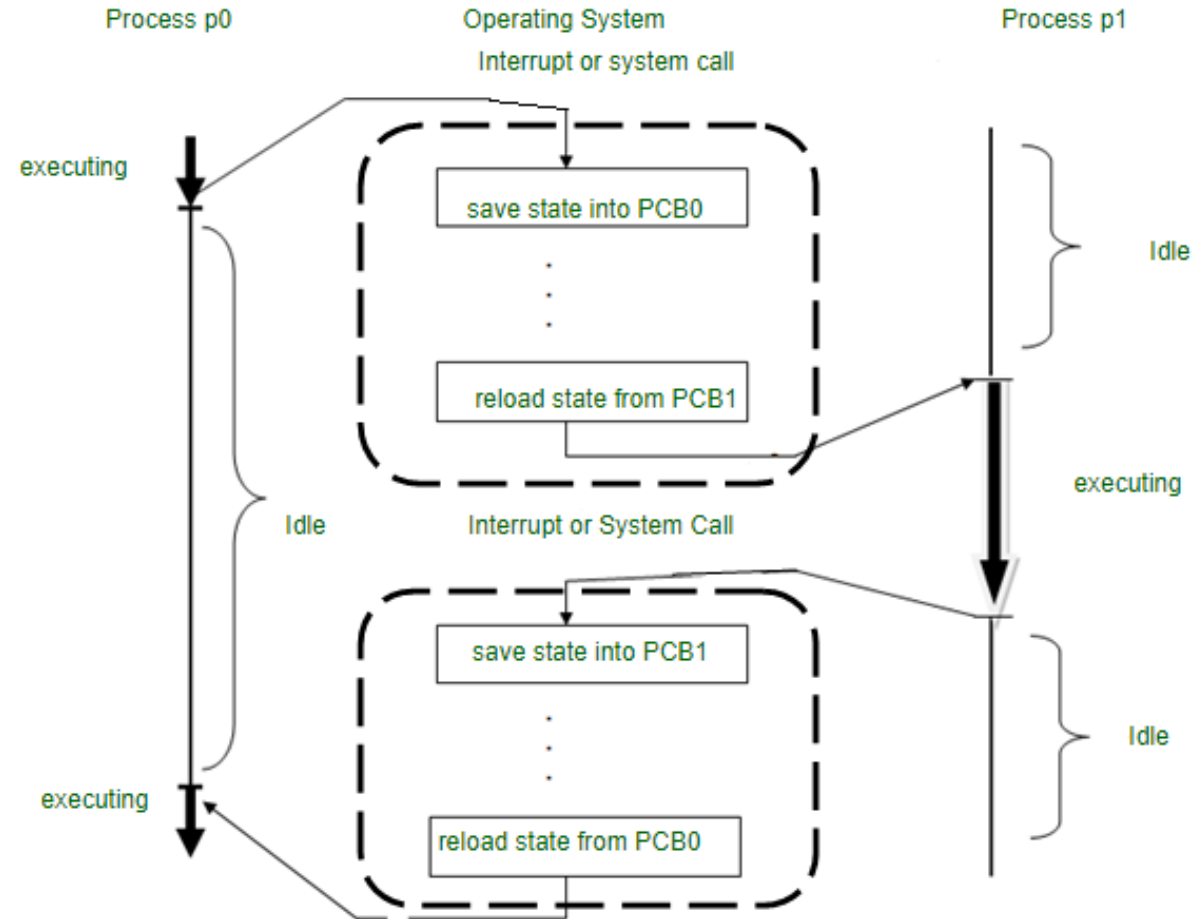 Process p0
Operating System
Process p1
Interrupt or system call
executing
save state into PCB0
Idle
reload state from PCB1
executing
Idle
Interrupt or System Call
save state into PCB1
Idle
executing
reload state from PCB0